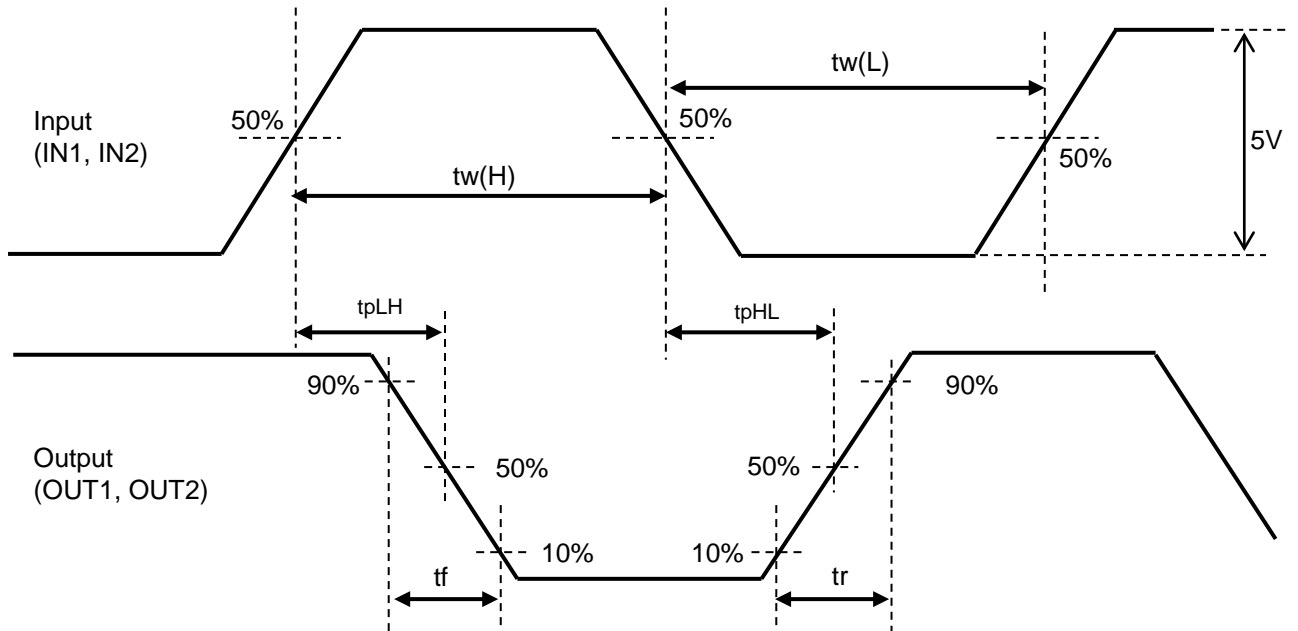 tw(L)
50%
50%
Input
(IN1, IN2)
5V
50%
tw(H)
tpLH
tpHL
90%
90%
Output
(OUT1, OUT2)
50%
50%
10%
10%
tf
tr